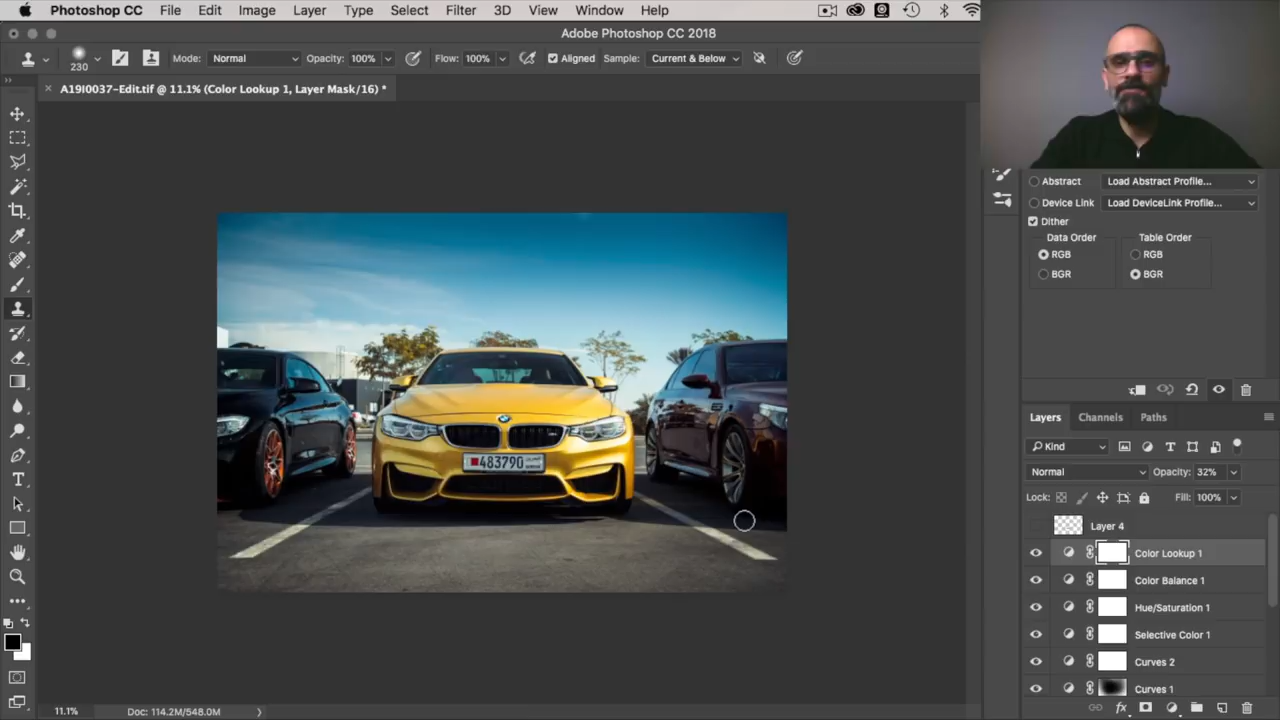 Photoshop CC File Edit Image Layer Type Select Filter 3D View Window Help
Adobe Photoshop CC 2018
230 Mode: Normal Opacity: 100% Flow: 100% Aligned Sample: Current & Below
A19I0037-Edit.tif @ 11.1% (Color Lookup 1, Layer Mask/16) *
Abstract Load Abstract Profile...
Device Link Load DeviceLink Profile...
Dither
Data Order Table Order
RGB RGB
BGR BGR
Layers Channels Paths
Kind
Normal Opacity: 32%
Lock: Fill: 100%
Layer 4
Color Lookup 1
Color Balance 1
Hue/Saturation 1
Selective Color 1
Curves 2
Curves 1
483790
11.1% Doc: 114.2M/548.0M